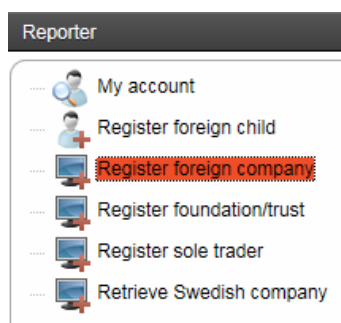 Reporter
My account
Register foreign child
Register foreign company
Register foundation/trust
Register sole trader
Retrieve Swedish company